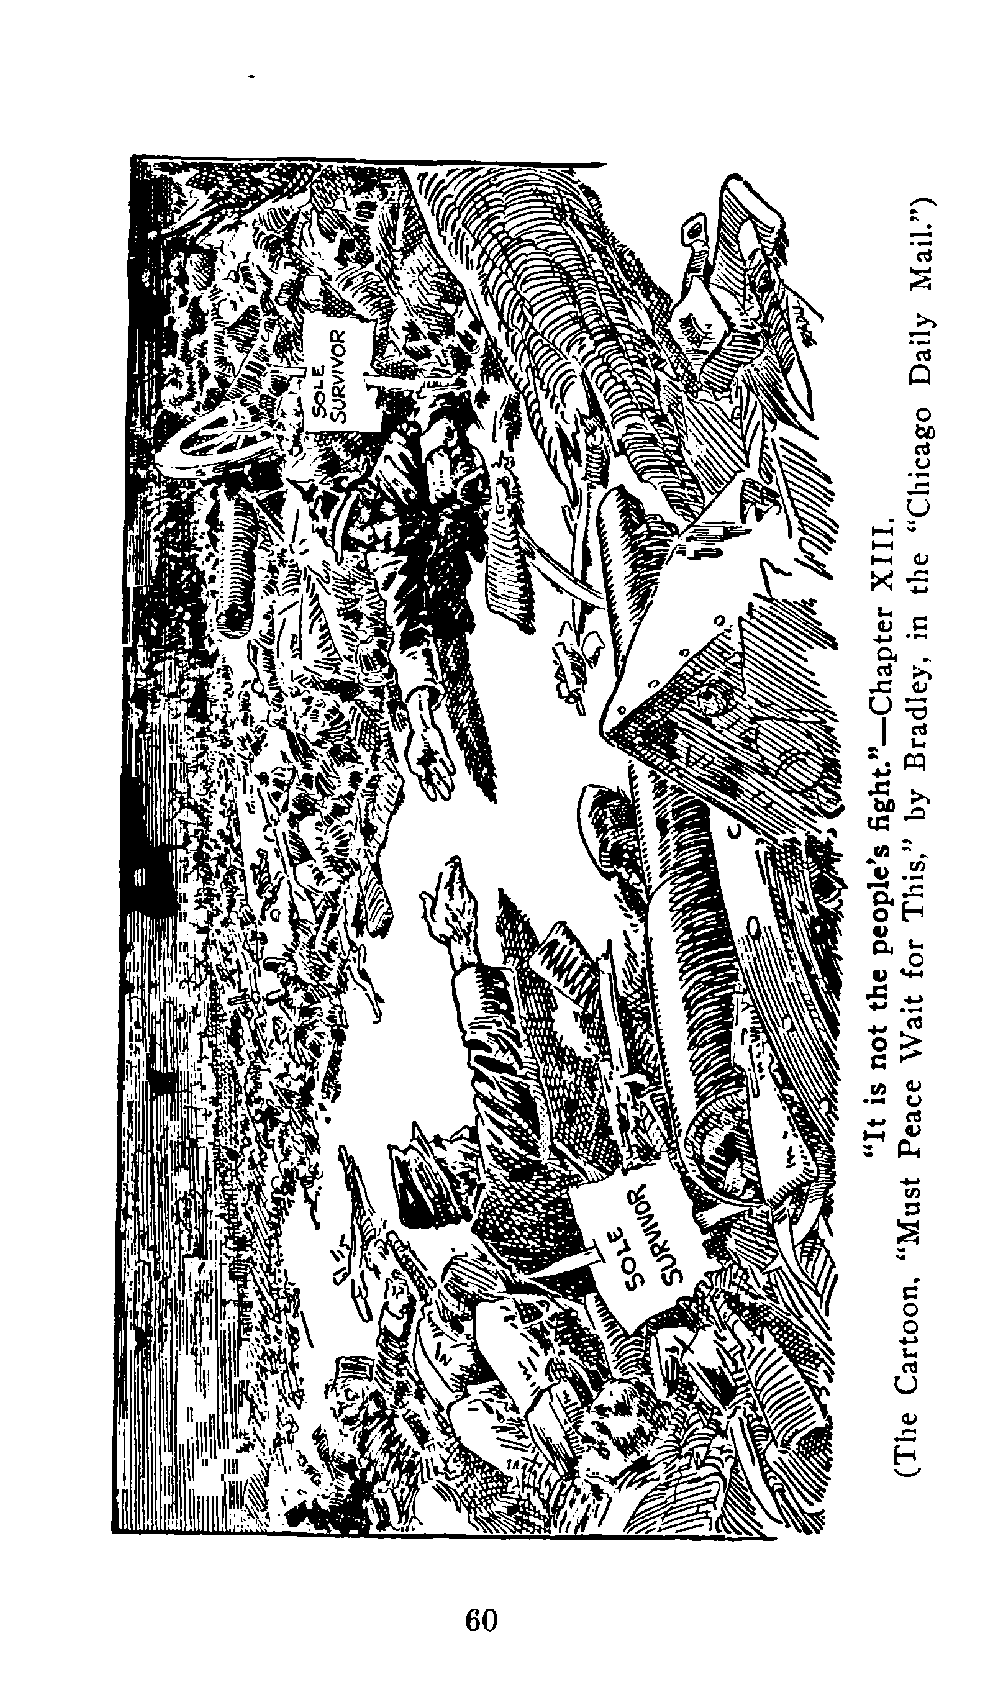 SOLE
SURVIVOR
SOLE
SURVIVOR
"It is not the people's fight."—Chapter XIII.
(The Cartoon, "Must Peace Wait for This," by Bradley, in the "Chicago Daily Mail.")
60